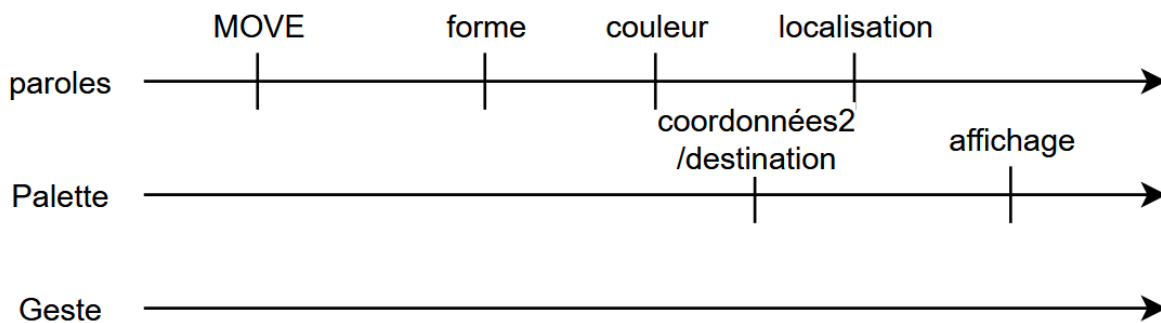 MOVE forme couleur localisation
paroles
coordonnées2
/destination
affichage
Palette
Geste